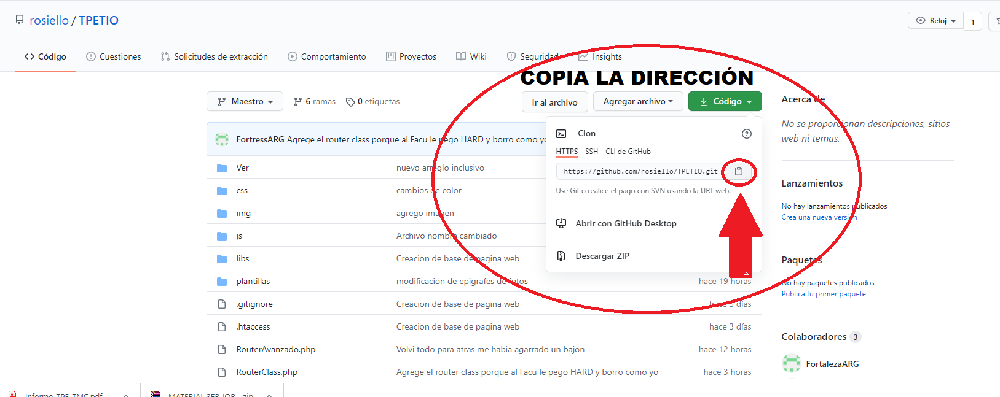 rosiello / TPETIO
Reloj 1
Código Cuestiones Solicitudes de extracción Comportamiento Proyectos Wiki Seguridad Insights
COPIA LA DIRECCIÓN
Maestro 6 ramas 0 etiquetas Ir al archivo Agregar archivo Código
Acerca de
No se proporcionan descripciones, sitios
web ni temas.
FortressARG Agrege el router class porque al Facu le pego HARD y borro como yo
Clon
HTTPS SSH CLI de GitHub
https://github.com/rosiello/TPETIO.git
Use Git o realice el pago con SVN usando la URL web.
Abrir con GitHub Desktop
Descargar ZIP
Ver nuevo arreglo inclusivo
css cambios de color
img agrego imagen
js Archivo nombre cambiado
libs Creacion de base de pagina web
plantillas modificacion de epigrafes de fotos hace 19 horas
.gitignore Creacion de base de pagina web hace 3 días
.htaccess Creacion de base de pagina web hace 3 días
RouterAvanzado.php Volvi todo para atras me habia agarrado un bajon hace 12 horas
RouterClass.php Agrege el router class porque al Facu le pego HARD y borro como yo hace 3 horas
Lanzamientos
No hay lanzamientos publicados
Crea una nueva versión
Paquetes
No hay paquetes publicados
Publica tu primer paquete
Colaboradores 3
FortalezaARG
Informe_TPE_TMC.pdf